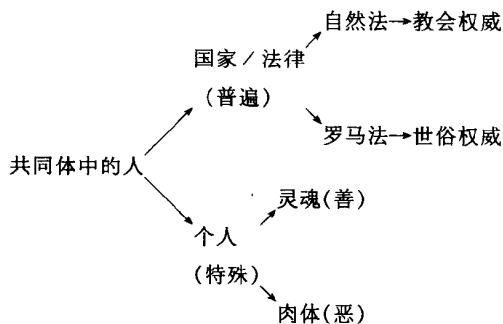 自然法→教会权威
国家／法律
(普遍)
罗马法→世俗权威
共同体中的人
灵魂(善)
个人
(特殊)
肉体(恶)